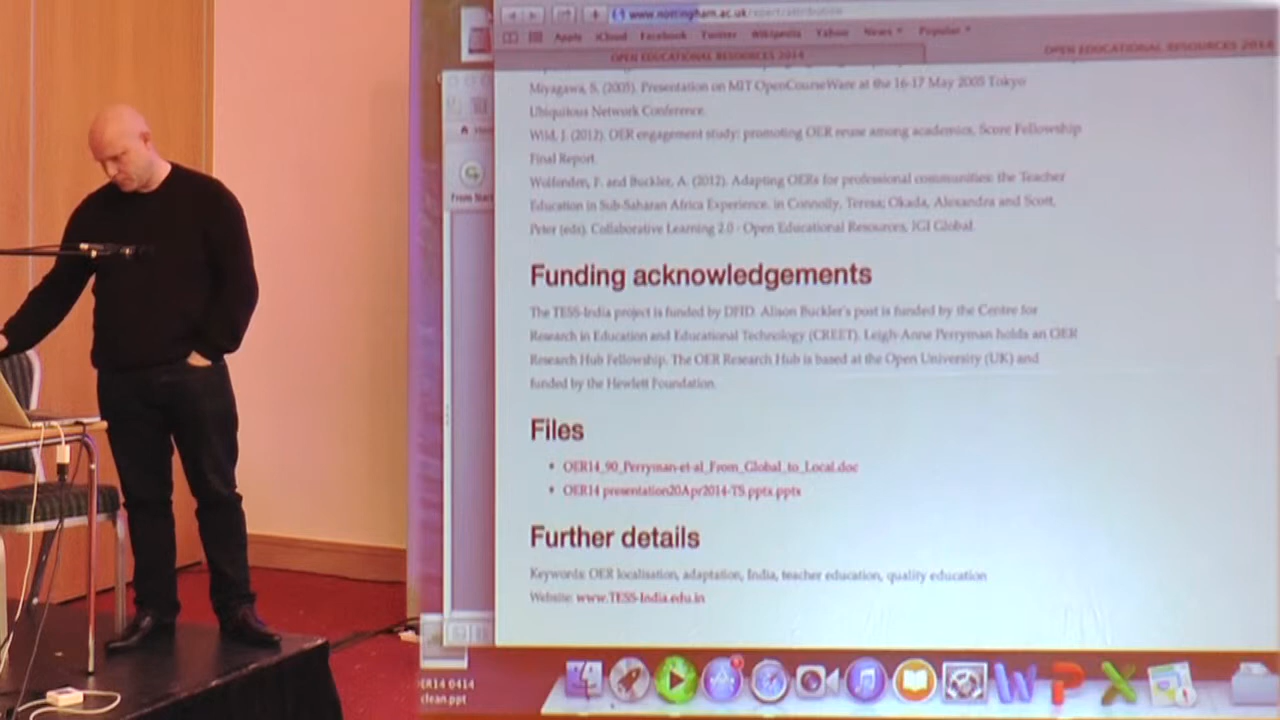 www.nottingham.ac.uk/xpert/attribution
Apple iCloud Facebook Twitter Wikipedia Yahoo News Popular
OPEN EDUCATIONAL RESOURCES 2014
OPEN EDUCATIONAL RESOURCES 2014
Miyagawa, S. (2005). Presentation on MIT OpenCourseWare at the 16-17 May 2005 Tokyo
Ubiquitous Network Conference.
Wild, J. (2012). OER engagement study: promoting OER reuse among academics, Score Fellowship
Final Report.
Wolfenden, F. and Buckler, A. (2012). Adapting OERs for professional communities: the Teacher
Education in Sub-Saharan Africa Experience. in Connolly, Teresa; Okada, Alexandra and Scott,
Peter (eds). Collaborative Learning 2.0 - Open Educational Resources, IGI Global.
Funding acknowledgements
The TESS-India project is funded by DFID. Alison Buckler's post is funded by the Centre for
Research in Education and Educational Technology (CREET). Leigh-Anne Perryman holds an OER
Research Hub Fellowship. The OER Research Hub is based at the Open University (UK) and
funded by the Hewlett Foundation.
Files
• OER14_90_Perryman-et-al_From_Global_to_Local.doc
• OER14 presentation20Apr2014-TS.pptx.pptx
Further details
Keywords: OER localisation, adaptation, India, teacher education, quality education
Website: www.TESS-India.edu.in
From Start
ER14 0414
clean.ppt